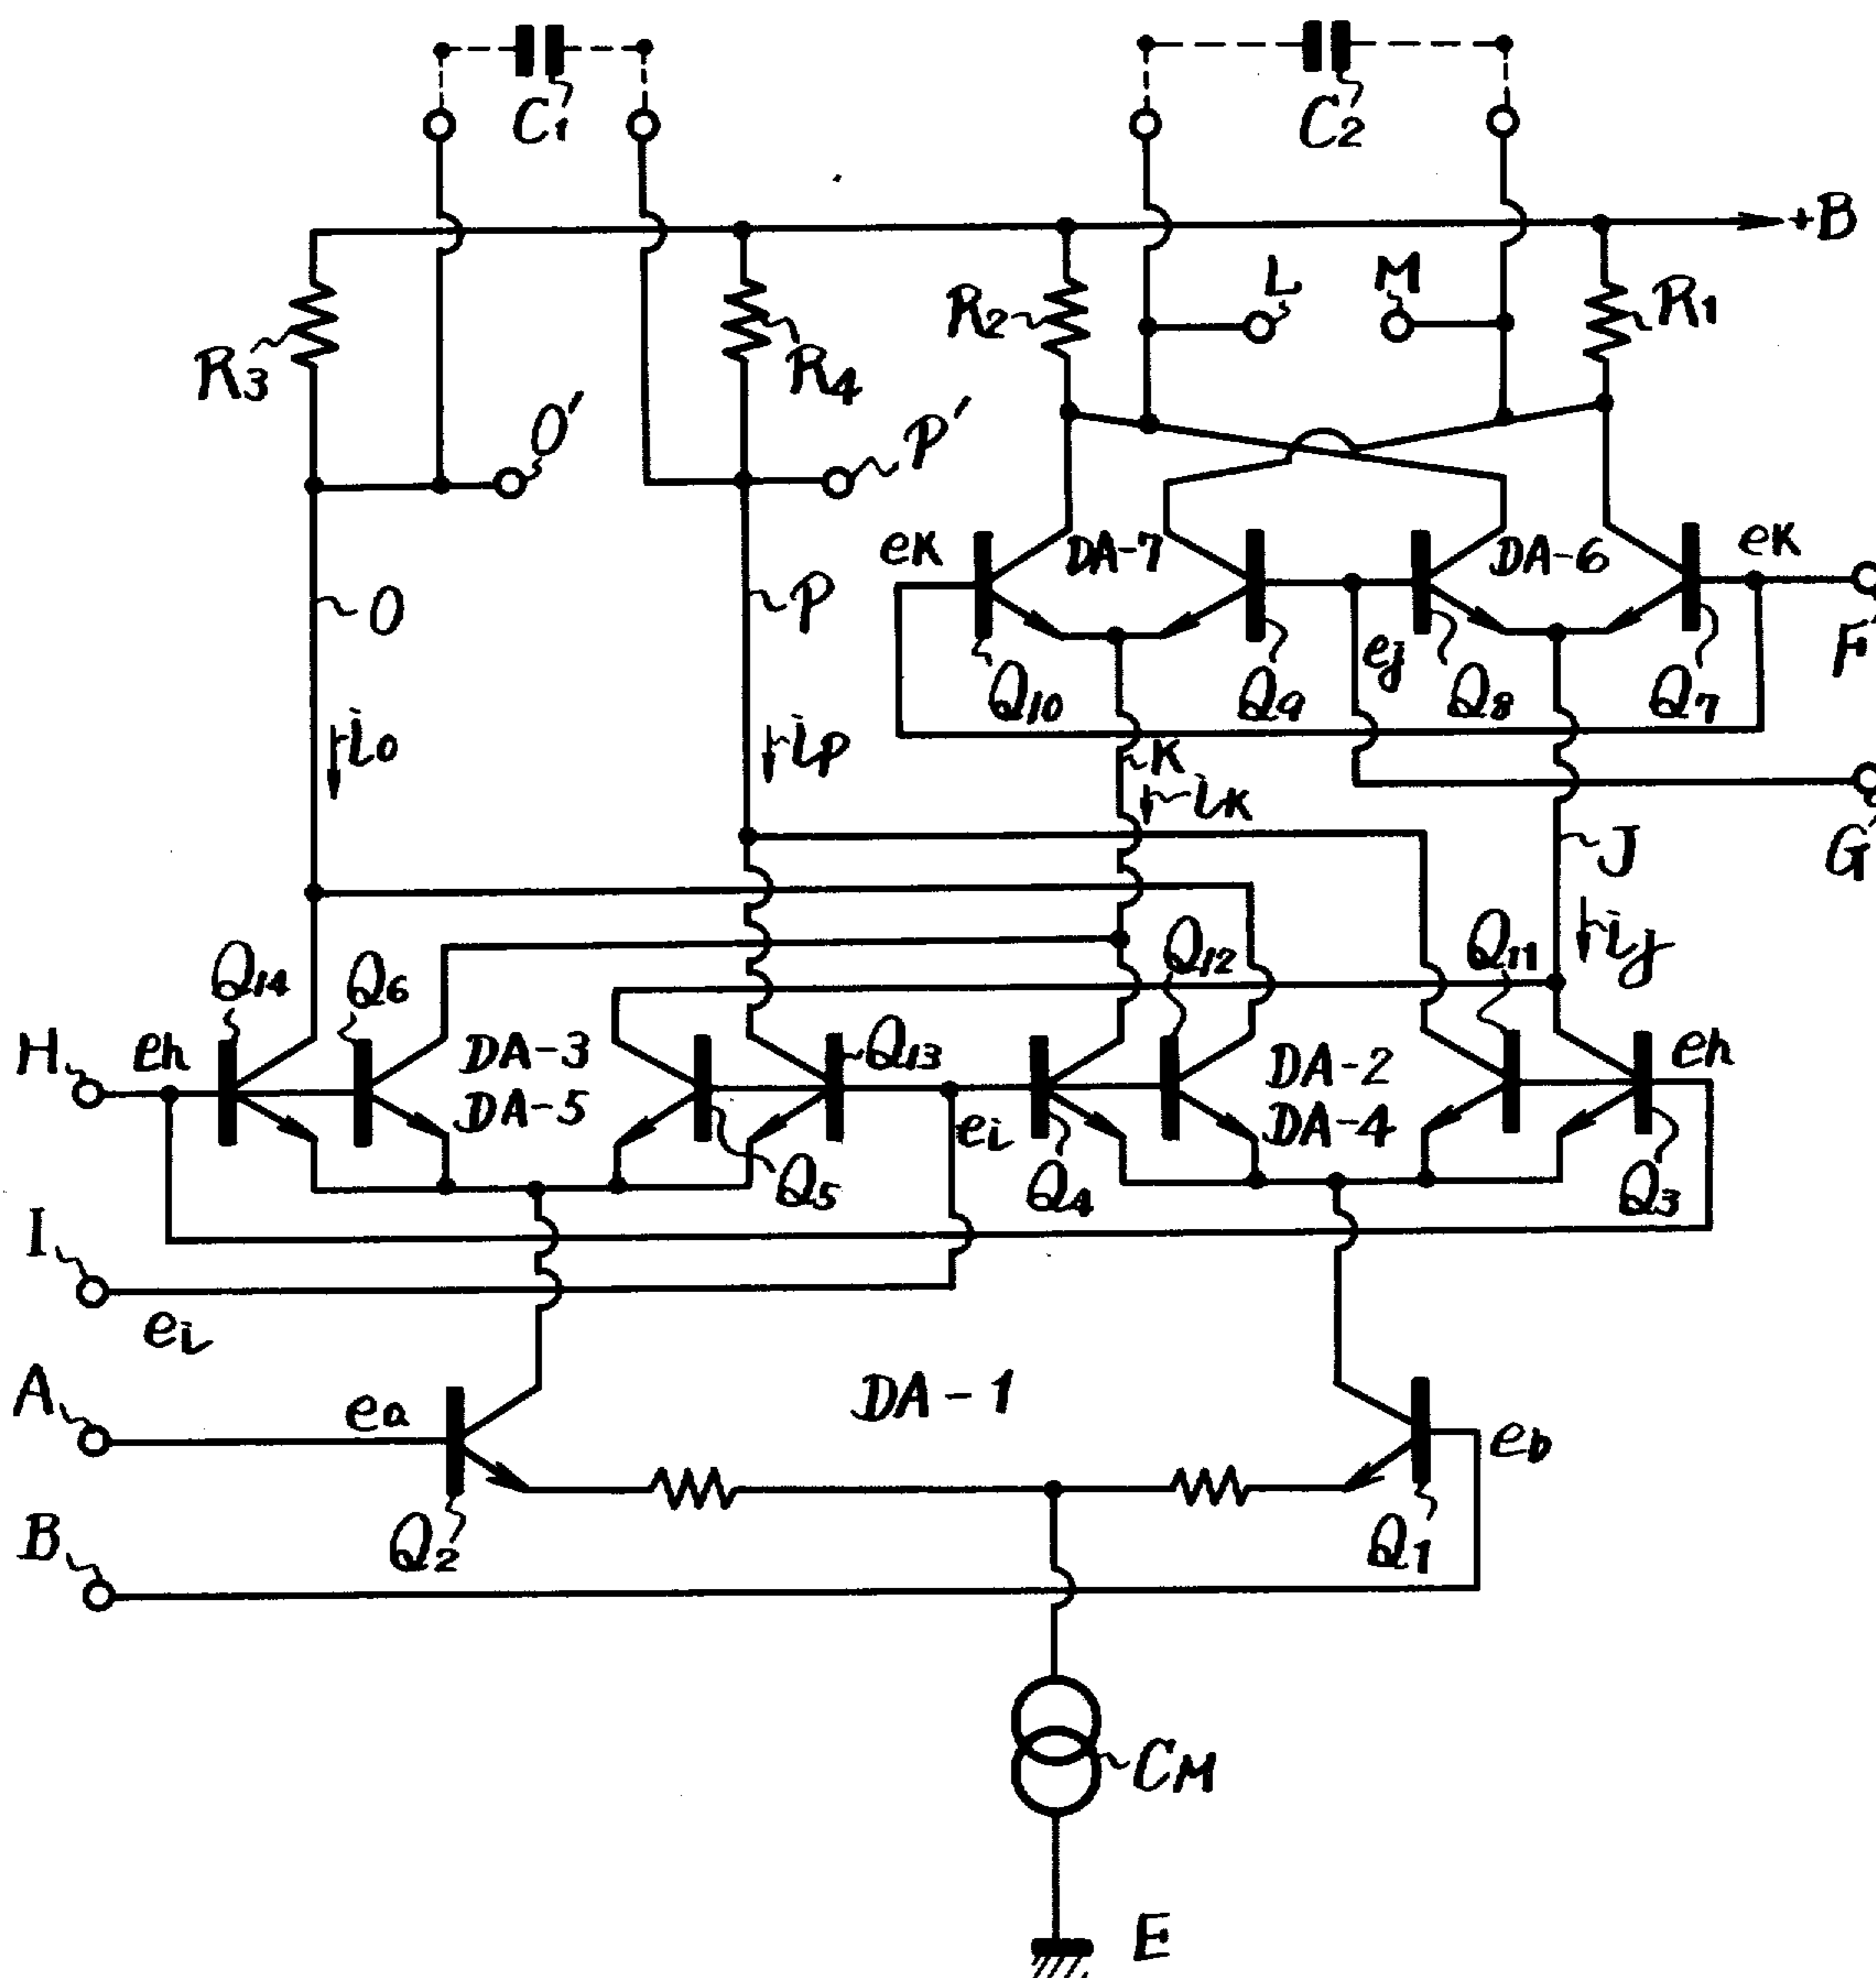 C'1
C'2
+B
L
M
R2
R1
R3
R4
O'
P'
eK
DA-7
DA-6
eK
O
P
F
ej
Q10
Q9
Q8
Q7
io
iP
K
iK
J
G
Q12
Q11
ij
Q14
Q6
H
eh
DA-3
Q13
DA-2
eh
DA-5
ei
DA-4
Q5
Q4
Q3
I
ei
A
ea
DA-1
eb
B
Q2
Q1
CM
E